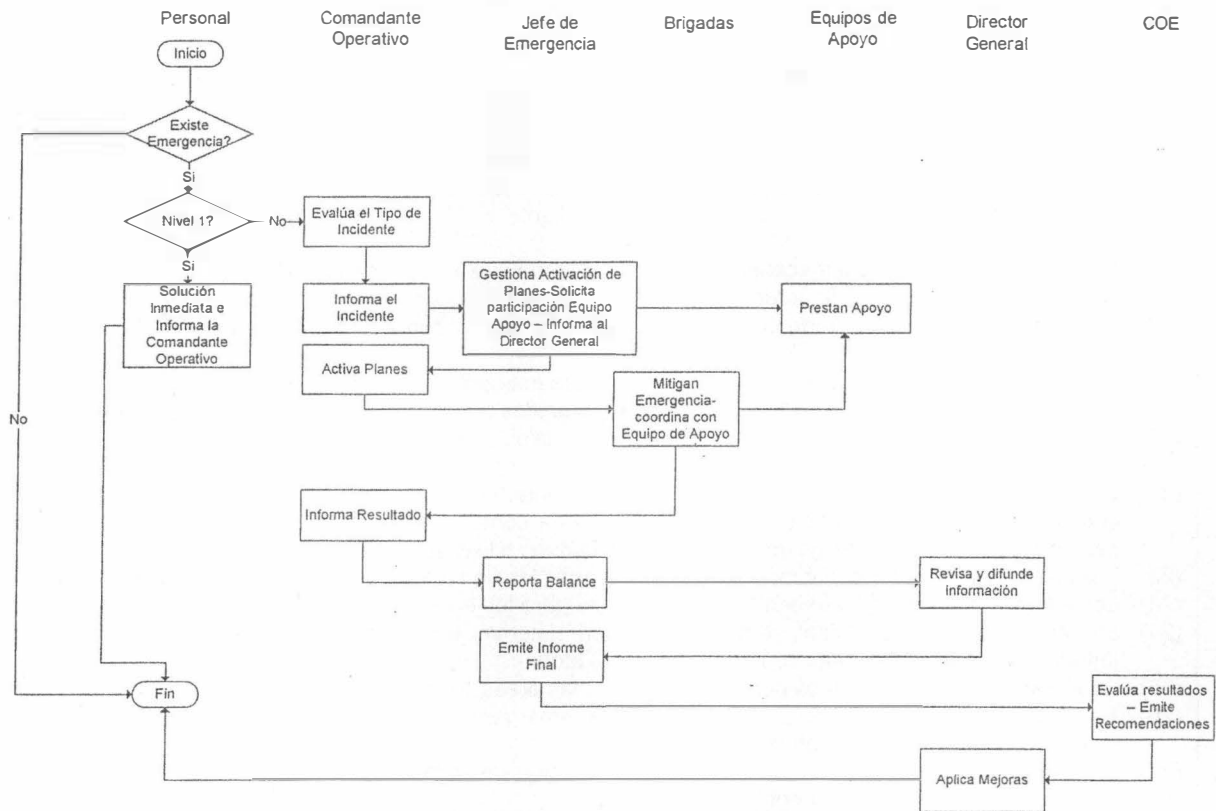 Personal
Comandante
Operativo
Jefe de
Emergencia
Brigadas
Equipos de
Apoyo
Director
General
COE
Inicio
Existe
Emergencia?
Si
Nivel 1?
No
Evalúa el Tipo de
Incidente
Si
Solución
Inmediata e
Informa la
Comandante
Operativo
Informa el
Incidente
Gestiona Activación de
Planes-Solicita
participación Equipo
Apoyo – Informa al
Director General
Prestan Apoyo
Activa Planes
Mitigan
Emergencia-
coordina con
Equipo de Apoyo
No
Informa Resultado
Reporta Balance
Revisa y difunde
información
Emite Informe
Final
Fin
Evalúa resultados
– Emite
Recomendaciones
Aplica Mejoras